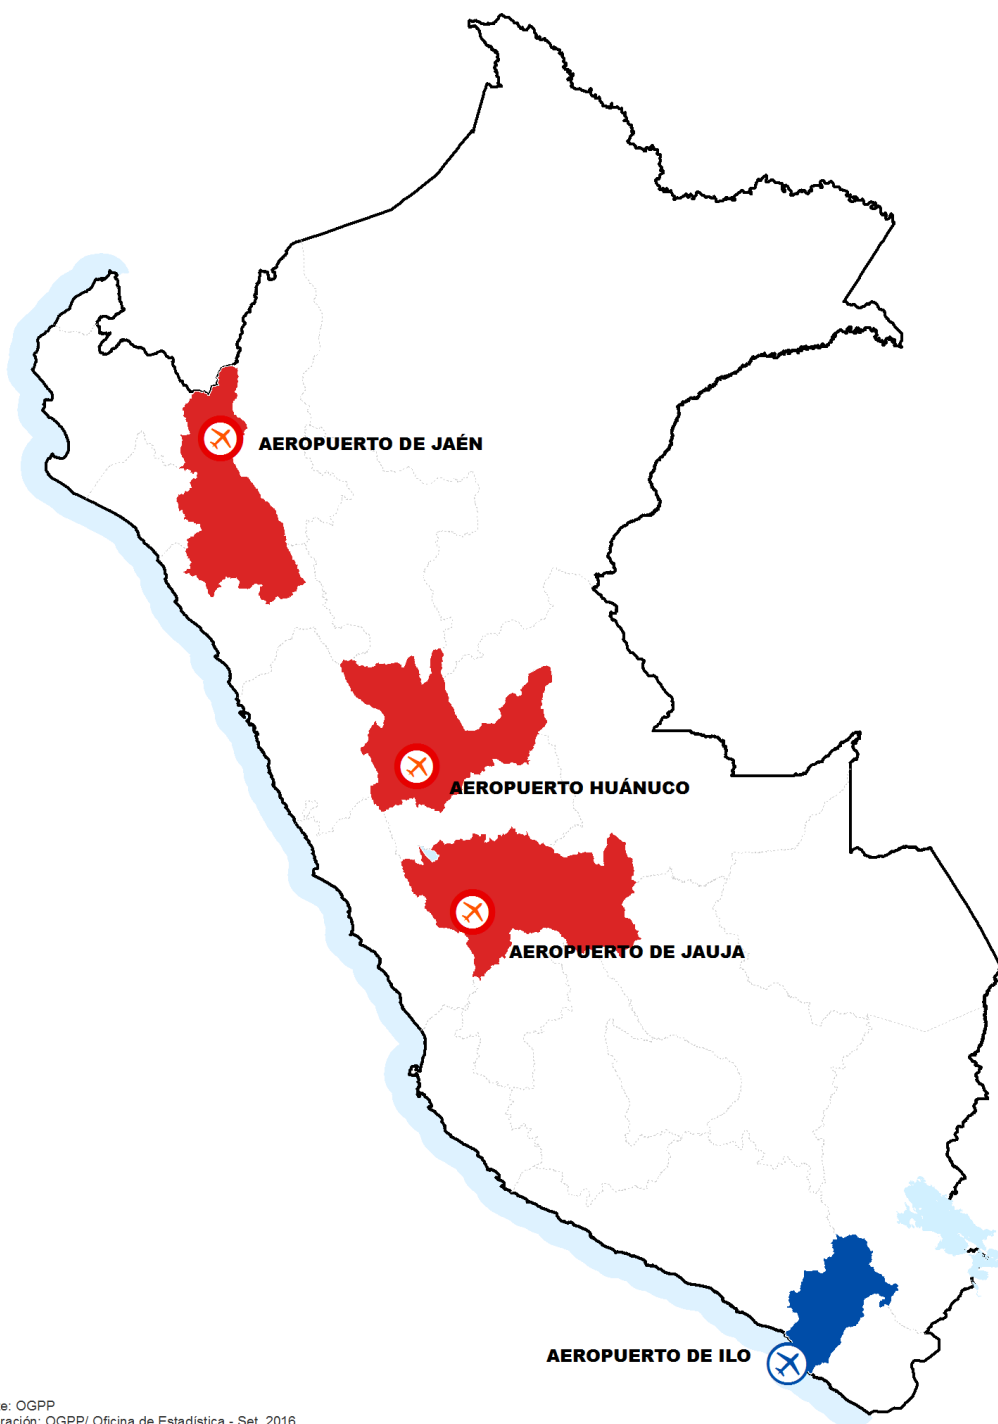 AEROPUERTO DE JAÉN
AEROPUERTO HUÁNUCO
AEROPUERTO DE JAUJA
AEROPUERTO DE ILO
te: OGPP
ración: OGPP/ Oficina de Estadística - Set. 2016